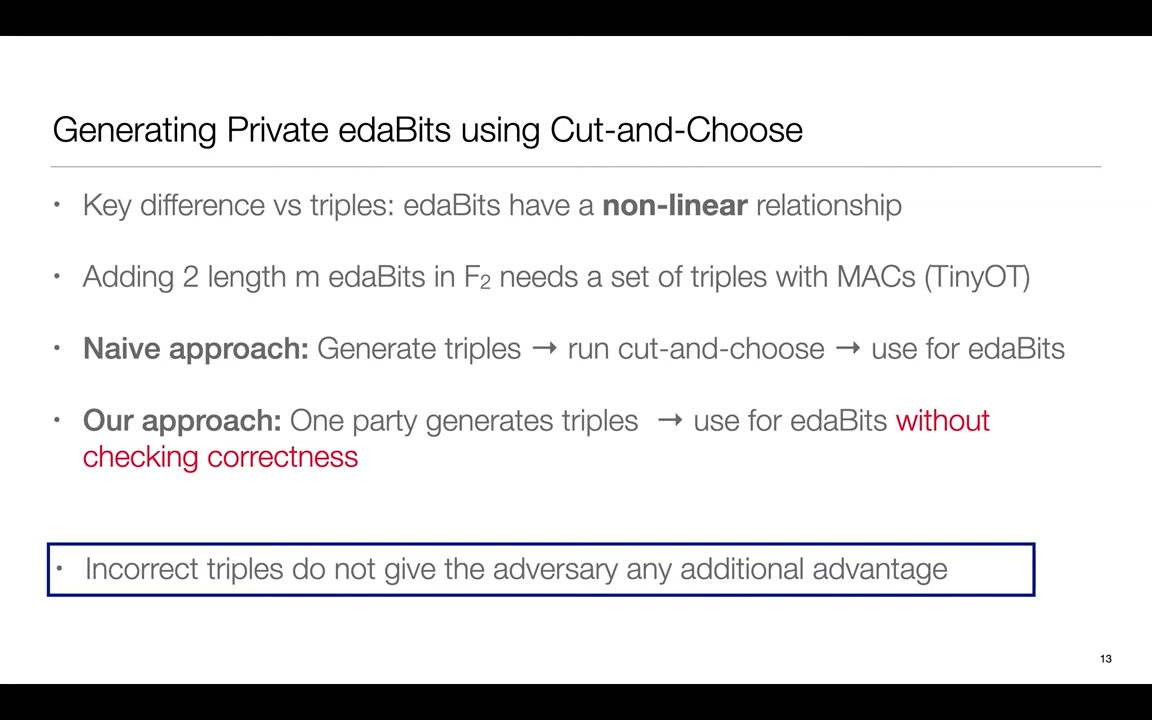 Generating Private edaBits using Cut-and-Choose
• Key difference vs triples: edaBits have a non-linear relationship
• Adding 2 length m edaBits in F₂ needs a set of triples with MACs (TinyOT)
• Naive approach: Generate triples → run cut-and-choose → use for edaBits
• Our approach: One party generates triples → use for edaBits without
checking correctness
• Incorrect triples do not give the adversary any additional advantage
13